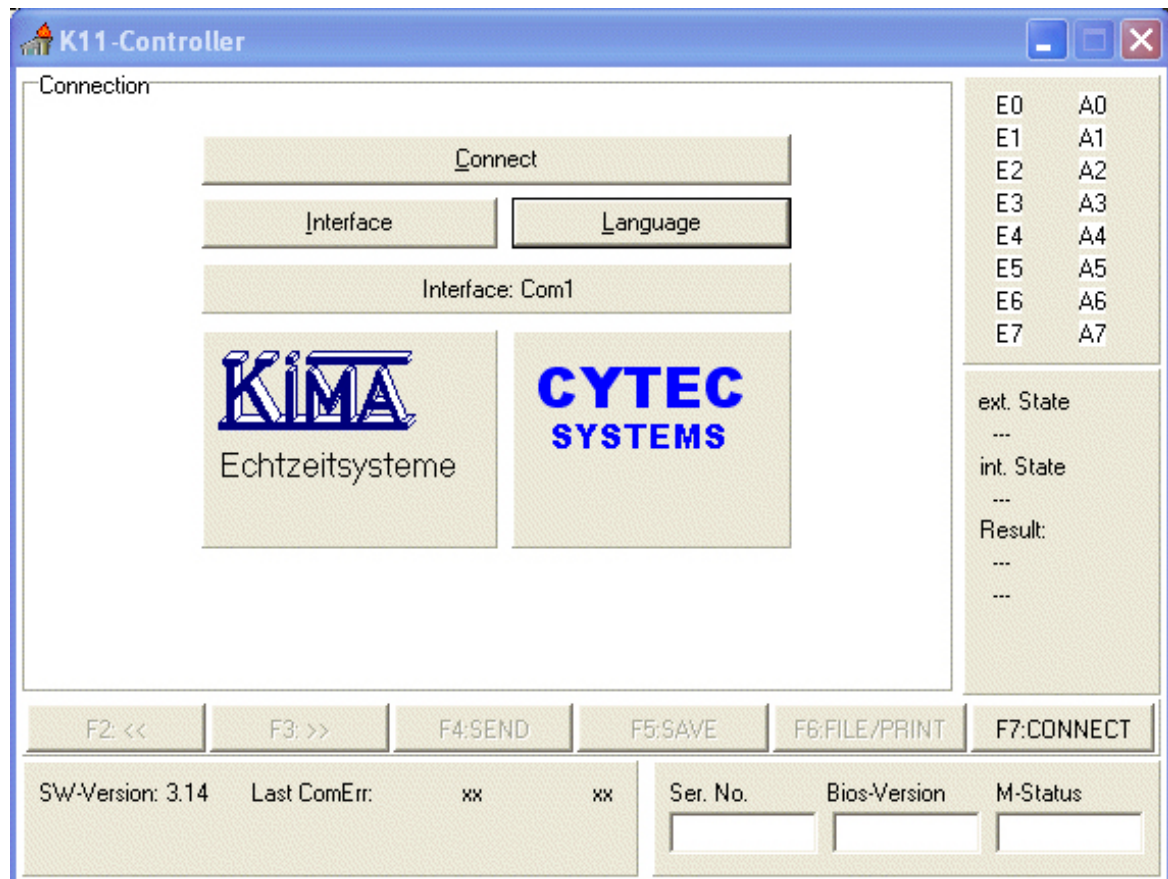 K11-Controller
Connection
Connect
Interface
Language
Interface: Com1
KiMA
Echtzeitsysteme
CYTEC
SYSTEMS
E0 A0
E1 A1
E2 A2
E3 A3
E4 A4
E5 A5
E6 A6
E7 A7
ext. State
---
int. State
---
Result:
---
---
F2: << F3: >> F4:SEND F5:SAVE F6:FILE/PRINT F7:CONNECT
SW-Version: 3.14 Last ComErr: xx xx
Ser. No. Bios-Version M-Status